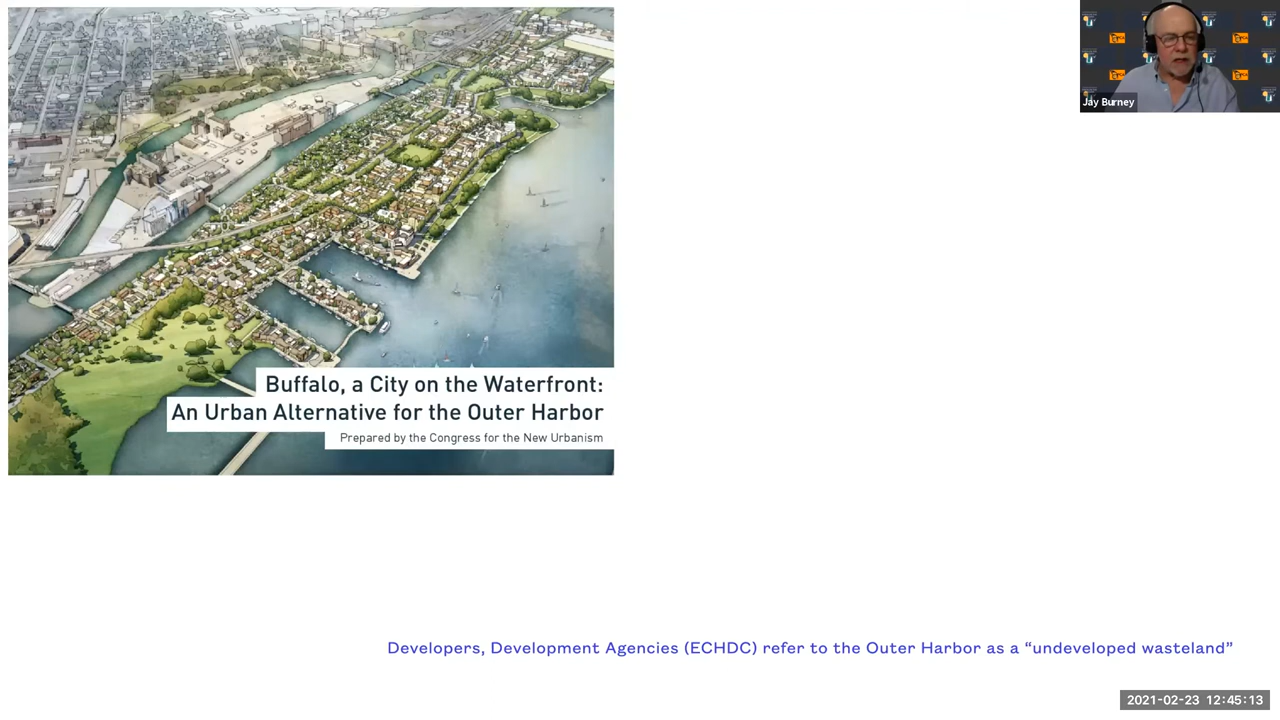 Jay Burney
Buffalo, a City on the Waterfront:
An Urban Alternative for the Outer Harbor
Prepared by the Congress for the New Urbanism
Developers, Development Agencies (ECHDC) refer to the Outer Harbor as a “undeveloped wasteland”
2021-02-23 12:45:13